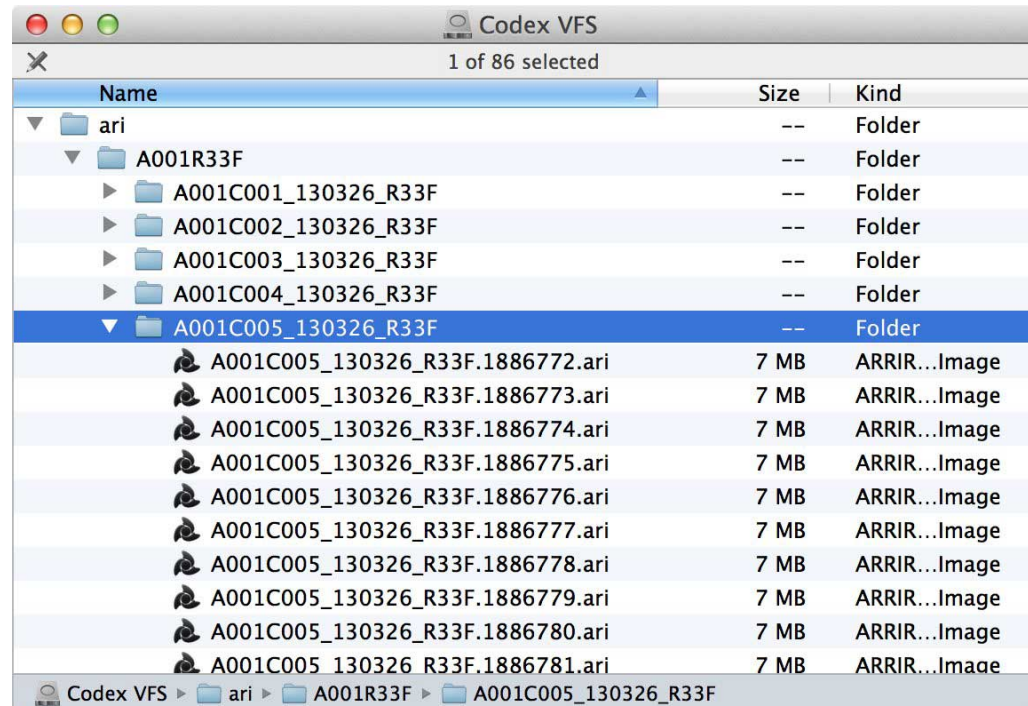 Codex VFS
1 of 86 selected
Name Size Kind
ari -- Folder
A001R33F -- Folder
A001C001_130326_R33F -- Folder
A001C002_130326_R33F -- Folder
A001C003_130326_R33F -- Folder
A001C004_130326_R33F -- Folder
A001C005_130326_R33F -- Folder
A001C005_130326_R33F.1886772.ari 7 MB ARRIR...Image
A001C005_130326_R33F.1886773.ari 7 MB ARRIR...Image
A001C005_130326_R33F.1886774.ari 7 MB ARRIR...Image
A001C005_130326_R33F.1886775.ari 7 MB ARRIR...Image
A001C005_130326_R33F.1886776.ari 7 MB ARRIR...Image
A001C005_130326_R33F.1886777.ari 7 MB ARRIR...Image
A001C005_130326_R33F.1886778.ari 7 MB ARRIR...Image
A001C005_130326_R33F.1886779.ari 7 MB ARRIR...Image
A001C005_130326_R33F.1886780.ari 7 MB ARRIR...Image
A001C005_130326_R33F.1886781.ari 7 MB ARRIR...Image
Codex VFS ari A001R33F A001C005_130326_R33F